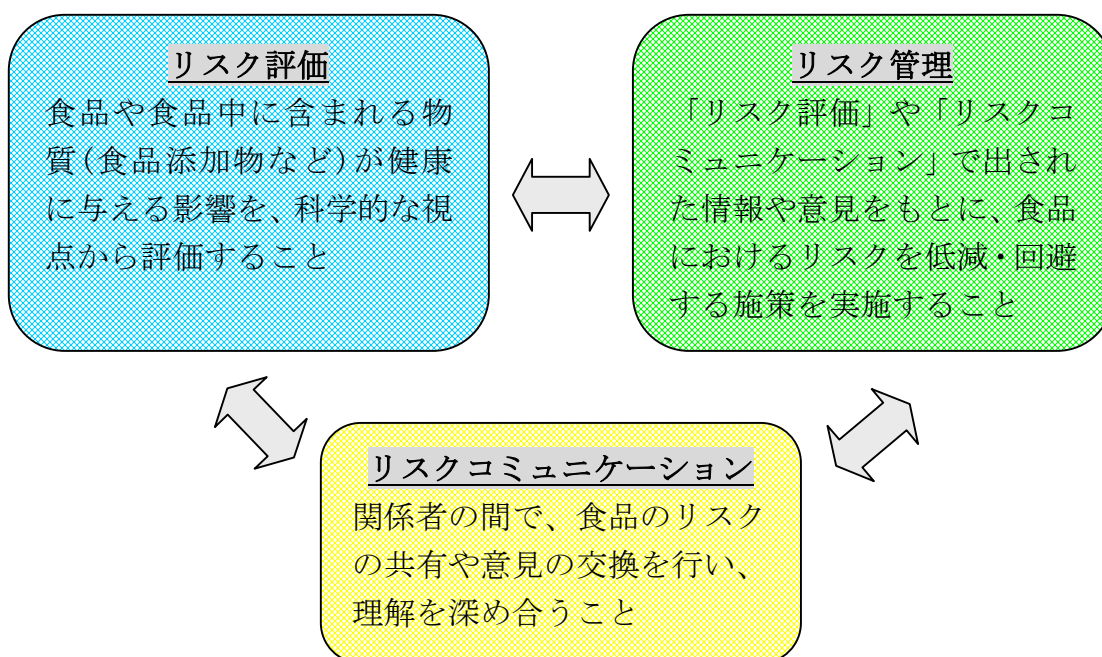 リスク評価
食品や食品中に含まれる物
質(食品添加物など)が健康
に与える影響を、科学的な視
点から評価すること
リスク管理
「リスク評価」や「リスクコ
ミュニケーション」で出され
た情報や意見をもとに、食品
におけるリスクを低減・回避
する施策を実施すること
リスクコミュニケーション
関係者の間で、食品のリスク
の共有や意見の交換を行い、
理解を深め合うこと